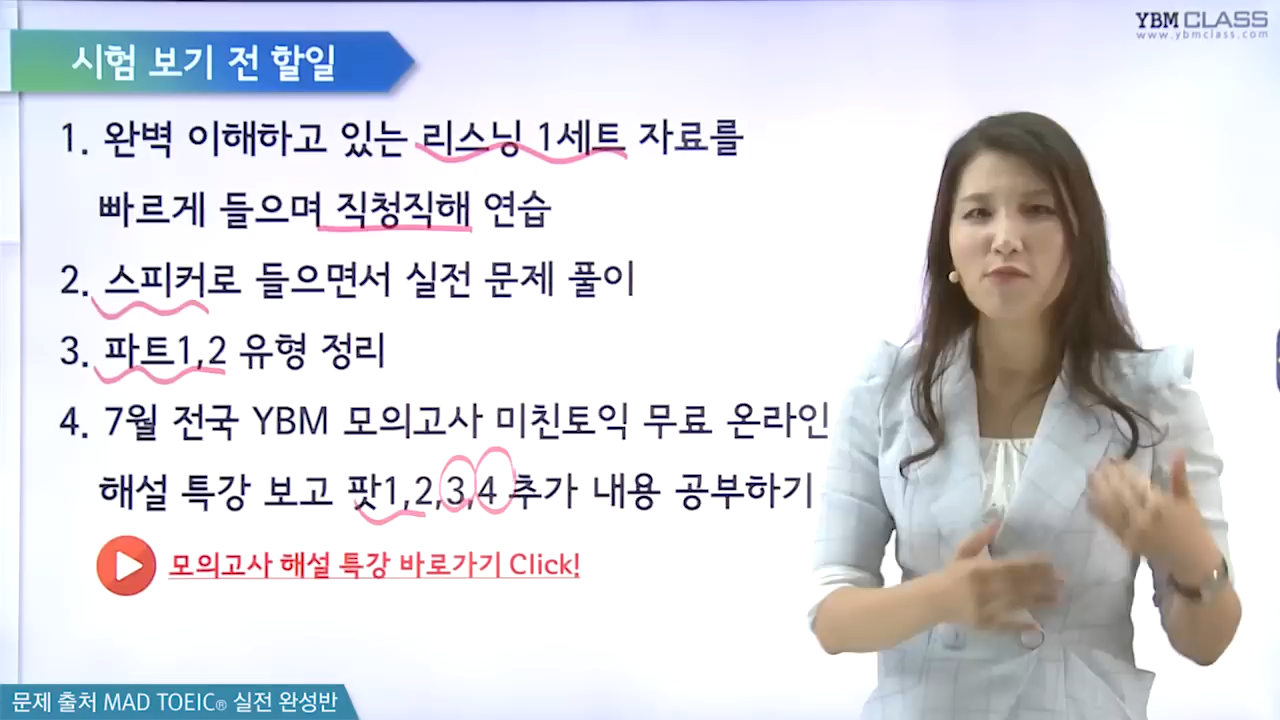 YBM CLASS
www.ybmclass.com
시험 보기 전 할일
1. 완벽 이해하고 있는 리스닝 1세트 자료를
빠르게 들으며 직청직해 연습
2. 스피커로 들으면서 실전 문제 풀이
3. 파트1,2 유형 정리
4. 7월 전국 YBM 모의고사 미친토익 무료 온라인
해설 특강 보고 팟1,2,3,4 추가 내용 공부하기
모의고사 해설 특강 바로가기 Click!
문제 출처 MAD TOEIC® 실전 완성반